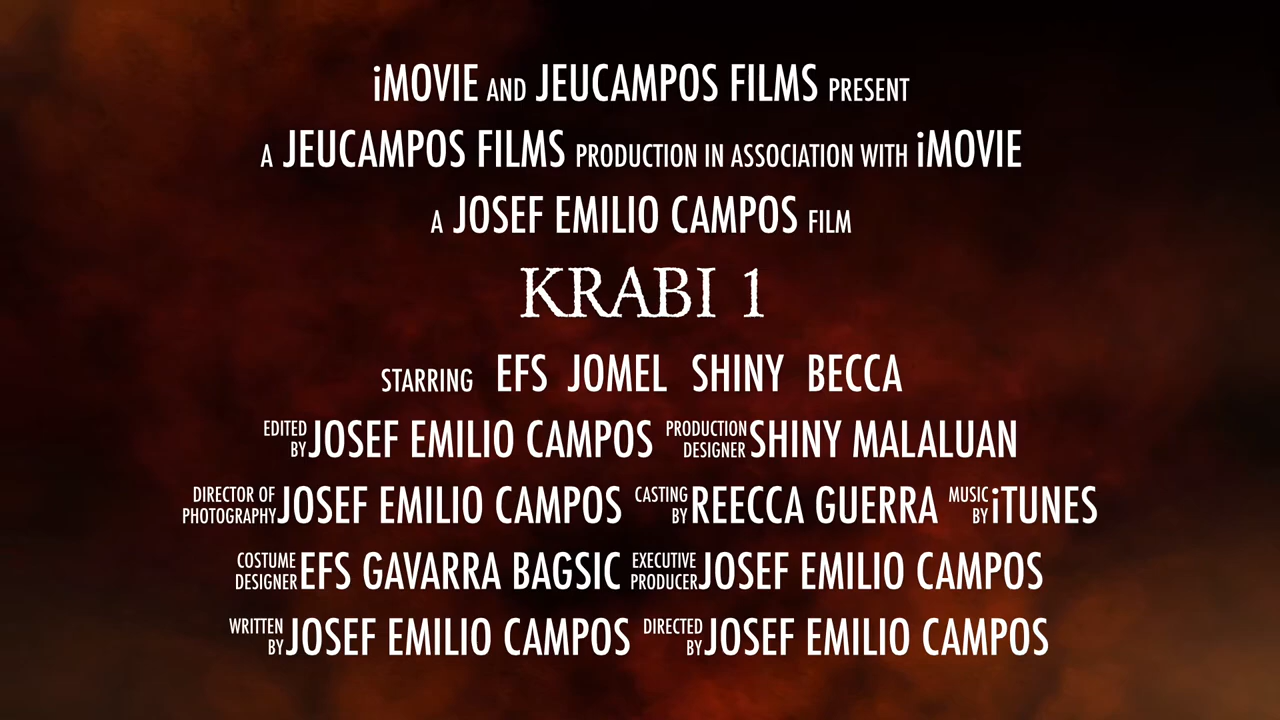 iMOVIE AND JEUCAMPOS FILMS PRESENT
A JEUCAMPOS FILMS PRODUCTION IN ASSOCIATION WITH iMOVIE
A JOSEF EMILIO CAMPOS FILM
KRABI 1
STARRING EFS JOMEL SHINY BECCA
EDITED BY JOSEF EMILIO CAMPOS PRODUCTION DESIGNER SHINY MALALUAN
DIRECTOR OF PHOTOGRAPHY JOSEF EMILIO CAMPOS CASTING BY REECCA GUERRA MUSIC BY iTUNES
COSTUME DESIGNER EFS GAVARRA BAGSIC EXECUTIVE PRODUCER JOSEF EMILIO CAMPOS
WRITTEN BY JOSEF EMILIO CAMPOS DIRECTED BY JOSEF EMILIO CAMPOS